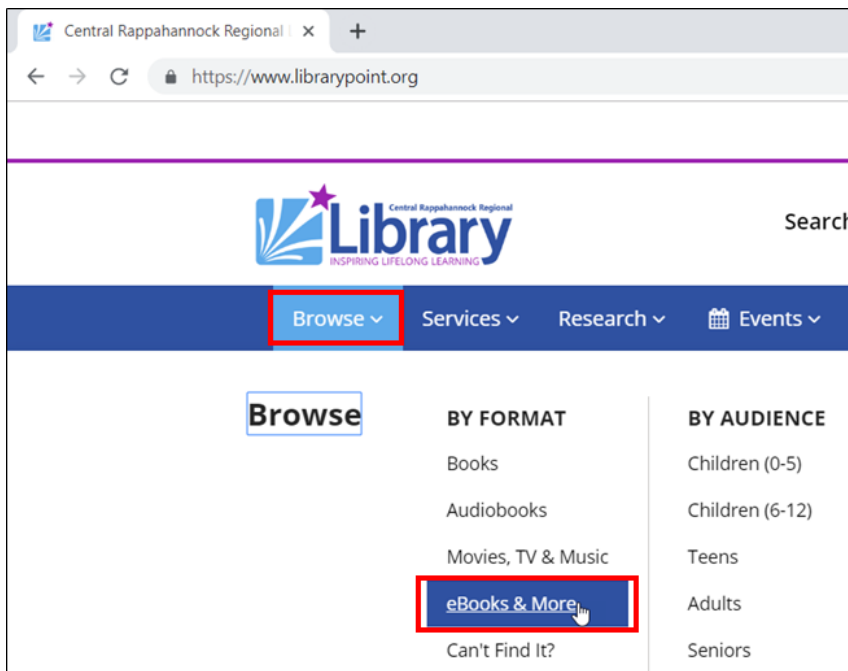 Central Rappahannock Regional
https://www.librarypoint.org
Central Rappahannock Regional
Library
INSPIRING LIFELONG LEARNING
Search
Browse
Services
Research
Events
Browse
BY FORMAT
Books
Audiobooks
Movies, TV & Music
eBooks & More
Can't Find It?
BY AUDIENCE
Children (0-5)
Children (6-12)
Teens
Adults
Seniors